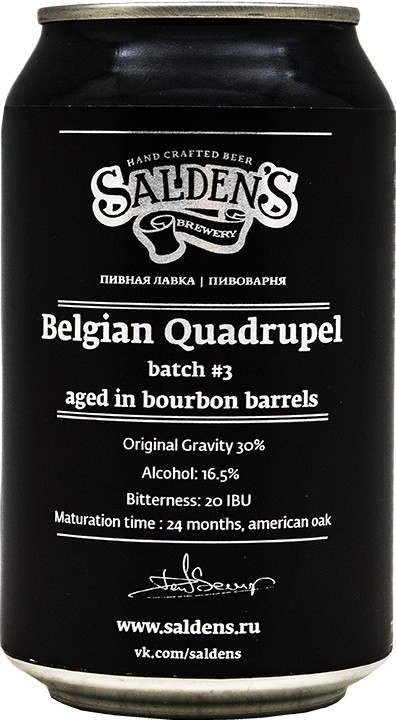 HAND CRAFTED BEER
SALDEN'S
BREWERY
ПИВНАЯ ЛАВКА | ПИВОВАРНЯ
Belgian Quadrupel
batch #3
aged in bourbon barrels
Original Gravity 30%
Alcohol: 16.5%
Bitterness: 20 IBU
Maturation time : 24 months, american oak
www.saldens.ru
vk.com/saldens